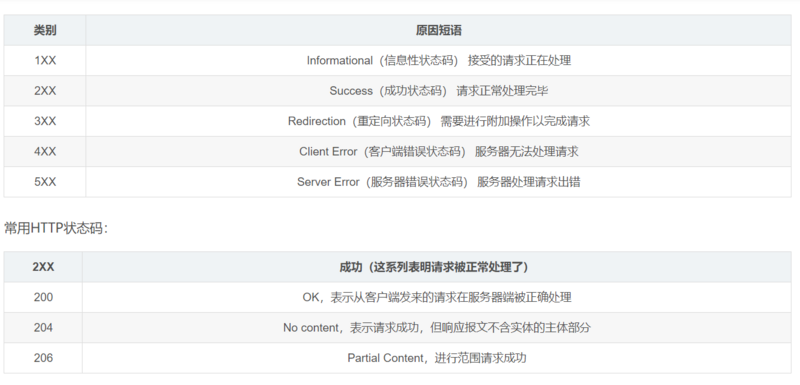 类别 原因短语
1XX Informational（信息性状态码） 接受的请求正在处理
2XX Success（成功状态码） 请求正常处理完毕
3XX Redirection（重定向状态码） 需要进行附加操作以完成请求
4XX Client Error（客户端错误状态码） 服务器无法处理请求
5XX Server Error（服务器错误状态码） 服务器处理请求出错
常用HTTP状态码：
2XX 成功（这系列表明请求被正常处理了）
200 OK，表示从客户端发来的请求在服务器端被正确处理
204 No content，表示请求成功，但响应报文不含实体的主体部分
206 Partial Content，进行范围请求成功